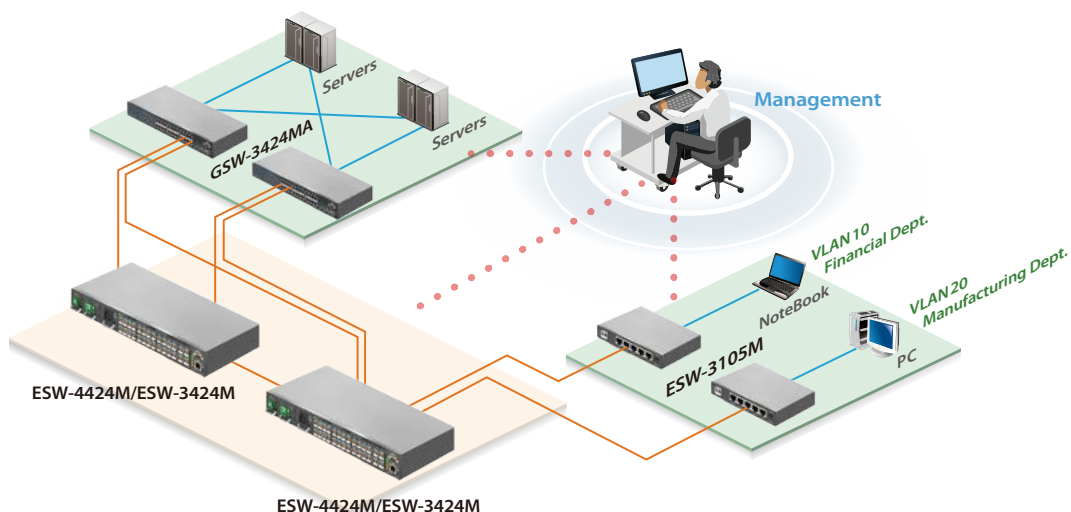 Servers
Servers
GSW-3424MA
Management
VLAN 10
Financial Dept.
VLAN 20
Manufacturing Dept.
NoteBook
PC
ESW-3105M
ESW-4424M/ESW-3424M
ESW-4424M/ESW-3424M